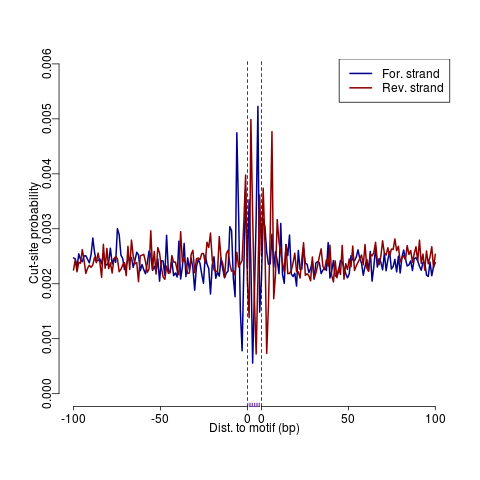 For. strand
Rev. strand
Cut-site probability
0.006
0.005
0.004
0.003
0.002
0.001
0.000
-100 -50 0 0 50 100
Dist. to motif (bp)